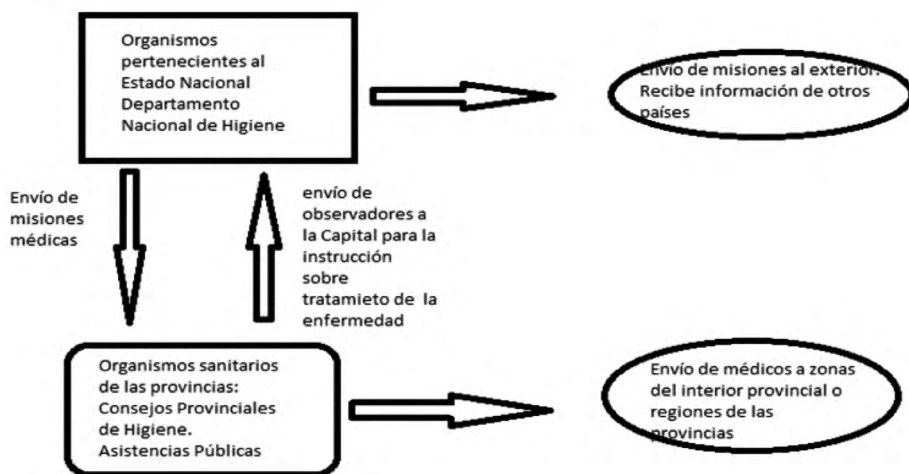 Organismos
pertenecientes al
Estado Nacional
Departamento
Nacional de Higiene
Envío de misiones al exterior.
Recibe información de otros
países
Envío de
misiones
médicas
envío de
observadores a
la Capital para la
instrucción
sobre
tratamieto de la
enfermedad
Organismos sanitarios
de las provincias:
Consejos Provinciales
de Higiene.
Asistencias Públicas
Envío de médicos a zonas
del interior provincial o
regiones de las
provincias